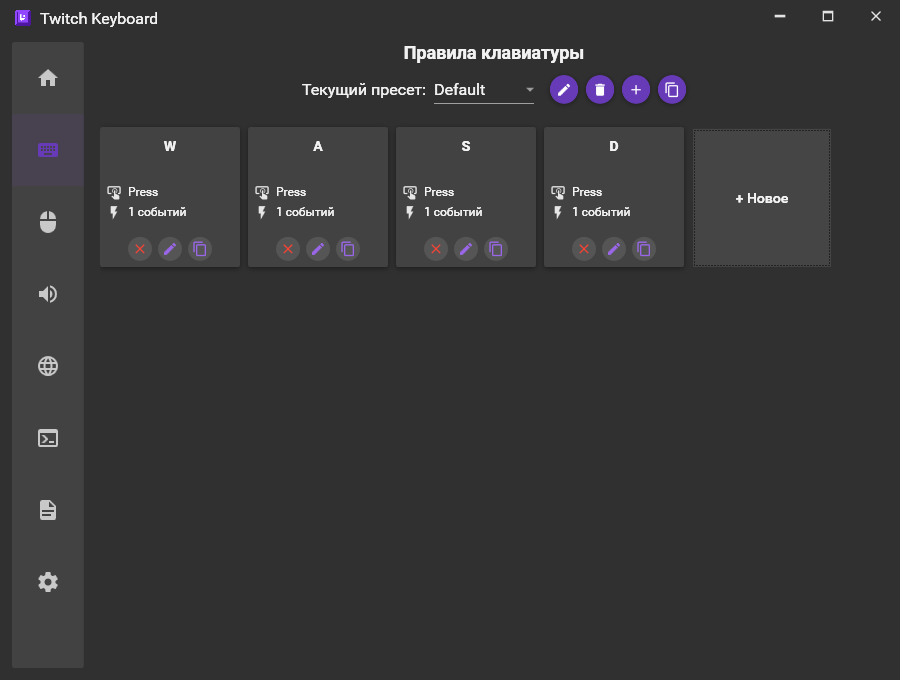 Twitch Keyboard
Правила клавиатуры
Текущий пресет: Default
W
Press
1 событий
A
Press
1 событий
S
Press
1 событий
D
Press
1 событий
+ Новое